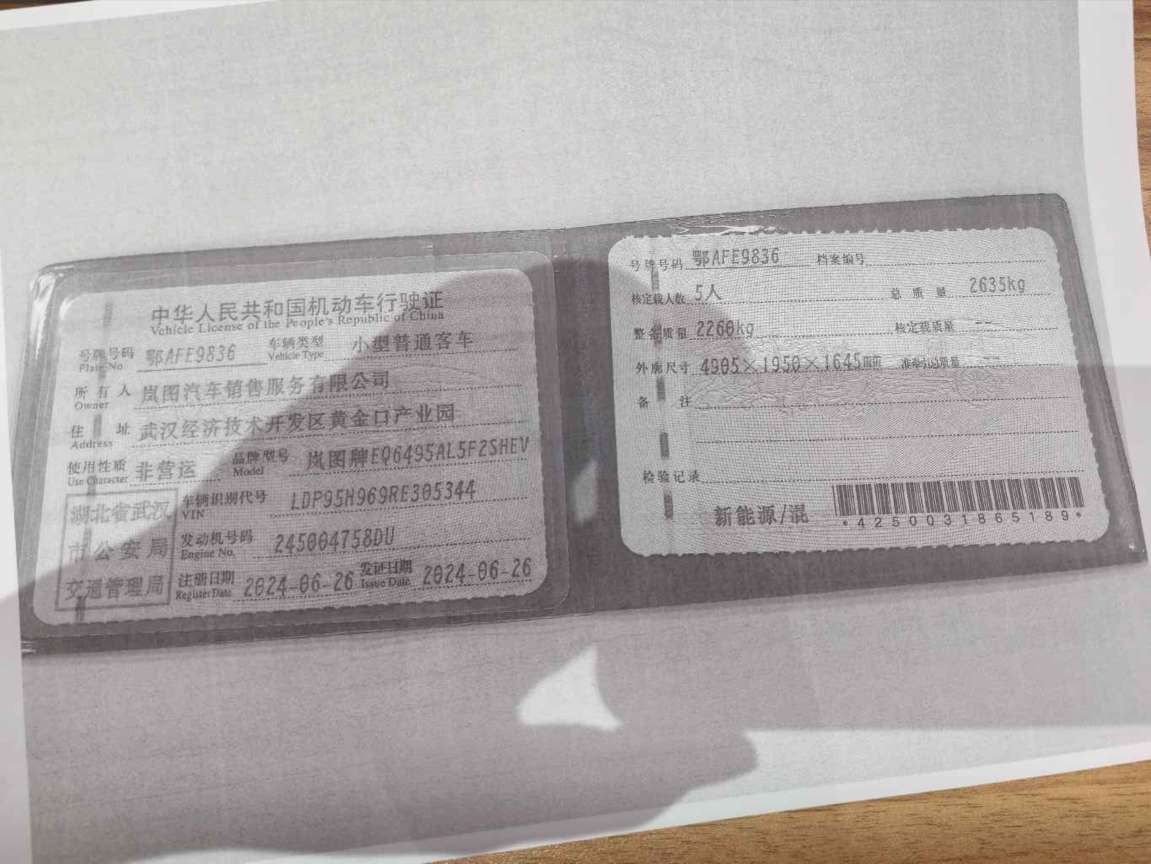 中华人民共和国机动车行驶证
Vehicle License of the People's Republic of China
号牌号码 鄂AFE9836 车辆类型 小型普通客车
Plate No. Vehicle Type
所有人 岚图汽车销售服务有限公司
Owner
住址 武汉经济技术开发区黄金口产业园
Address
使用性质 非营运 品牌型号 岚图牌EQ6495AL5F2SHEV
Use Character Model
湖北省武汉市公安局交通管理局
车辆识别代号 LDP95H969RE305344
VIN
发动机号码 245004758DU
Engine No.
注册日期 2024-06-26 发证日期 2024-06-26
Register Date Issue Date
号牌号码 鄂AFE9836 档案编号
核定载人数 5人 总质量 2635kg
整备质量 2260kg 核定载质量 --
外廓尺寸 4905×1950×1645mm 准牵引总质量 --
备注
检验记录
新能源/混
*4250031865189*